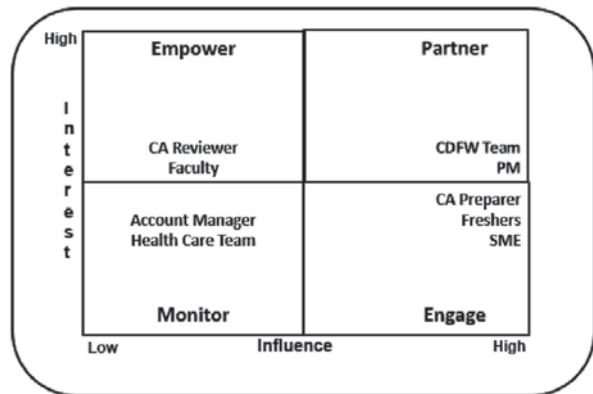 High
Empower
Partner
Interest
CA Reviewer
Faculty
CDFW Team
PM
Account Manager
Health Care Team
CA Preparer
Freshers
SME
Monitor
Engage
Low
Influence
High